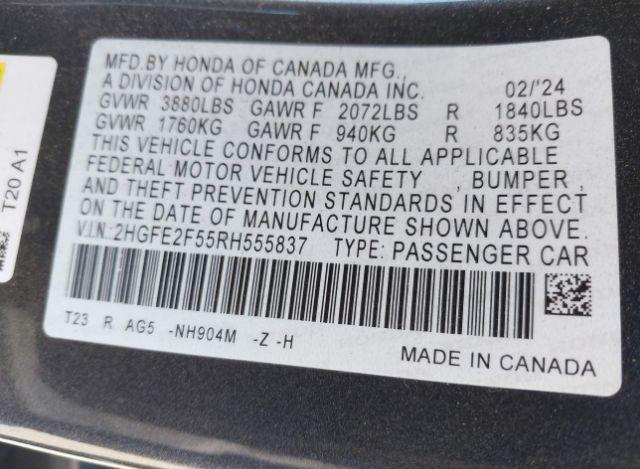 MFD.BY HONDA OF CANADA MFG.,
A DIVISION OF HONDA CANADA INC. 02/'24
GVWR 3880LBS GAWR F 2072LBS R 1840LBS
GVWR 1760KG GAWR F 940KG R 835KG
THIS VEHICLE CONFORMS TO ALL APPLICABLE
FEDERAL MOTOR VEHICLE SAFETY , BUMPER ,
AND THEFT PREVENTION STANDARDS IN EFFECT
ON THE DATE OF MANUFACTURE SHOWN ABOVE.
V.I.N.:2HGFE2F55RH555837 TYPE: PASSENGER CAR
T23 R AG5 -NH904M -Z -H
MADE IN CANADA
T20 A1